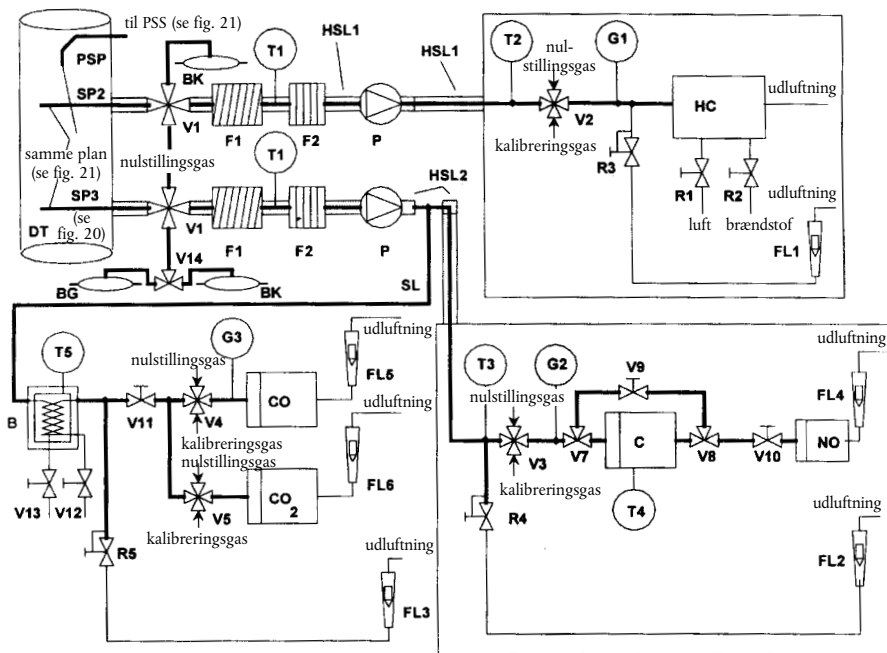 til PSS (se fig. 21)
PSP
BK
T1
HSL1
HSL1
SP2
V1
F1
F2
P
samme plan
(se fig. 21)
nulstillingsgas
T1
HSL2
SP3
(se
fig. 20)
DT
V1
F1
F2
P
V14
BG
BK
SL
T2
nul-
stillingsgas
G1
udluftning
HC
V2
kalibreringsgas
R3
R1
R2
luft
brændstof
udluftning
FL1
T5
nulstillingsgas
G3
udluftning
FL5
CO
B
V11
V4
kalibreringsgas
nulstillingsgas
udluftning
CO
2
FL6
V13
V12
V5
kalibreringsgas
R5
udluftning
FL3
T3
G2
V9
udluftning
FL4
nulstillingsgas
C
NO
V3
V7
V8
V10
kalibreringsgas
T4
R4
udluftning
FL2